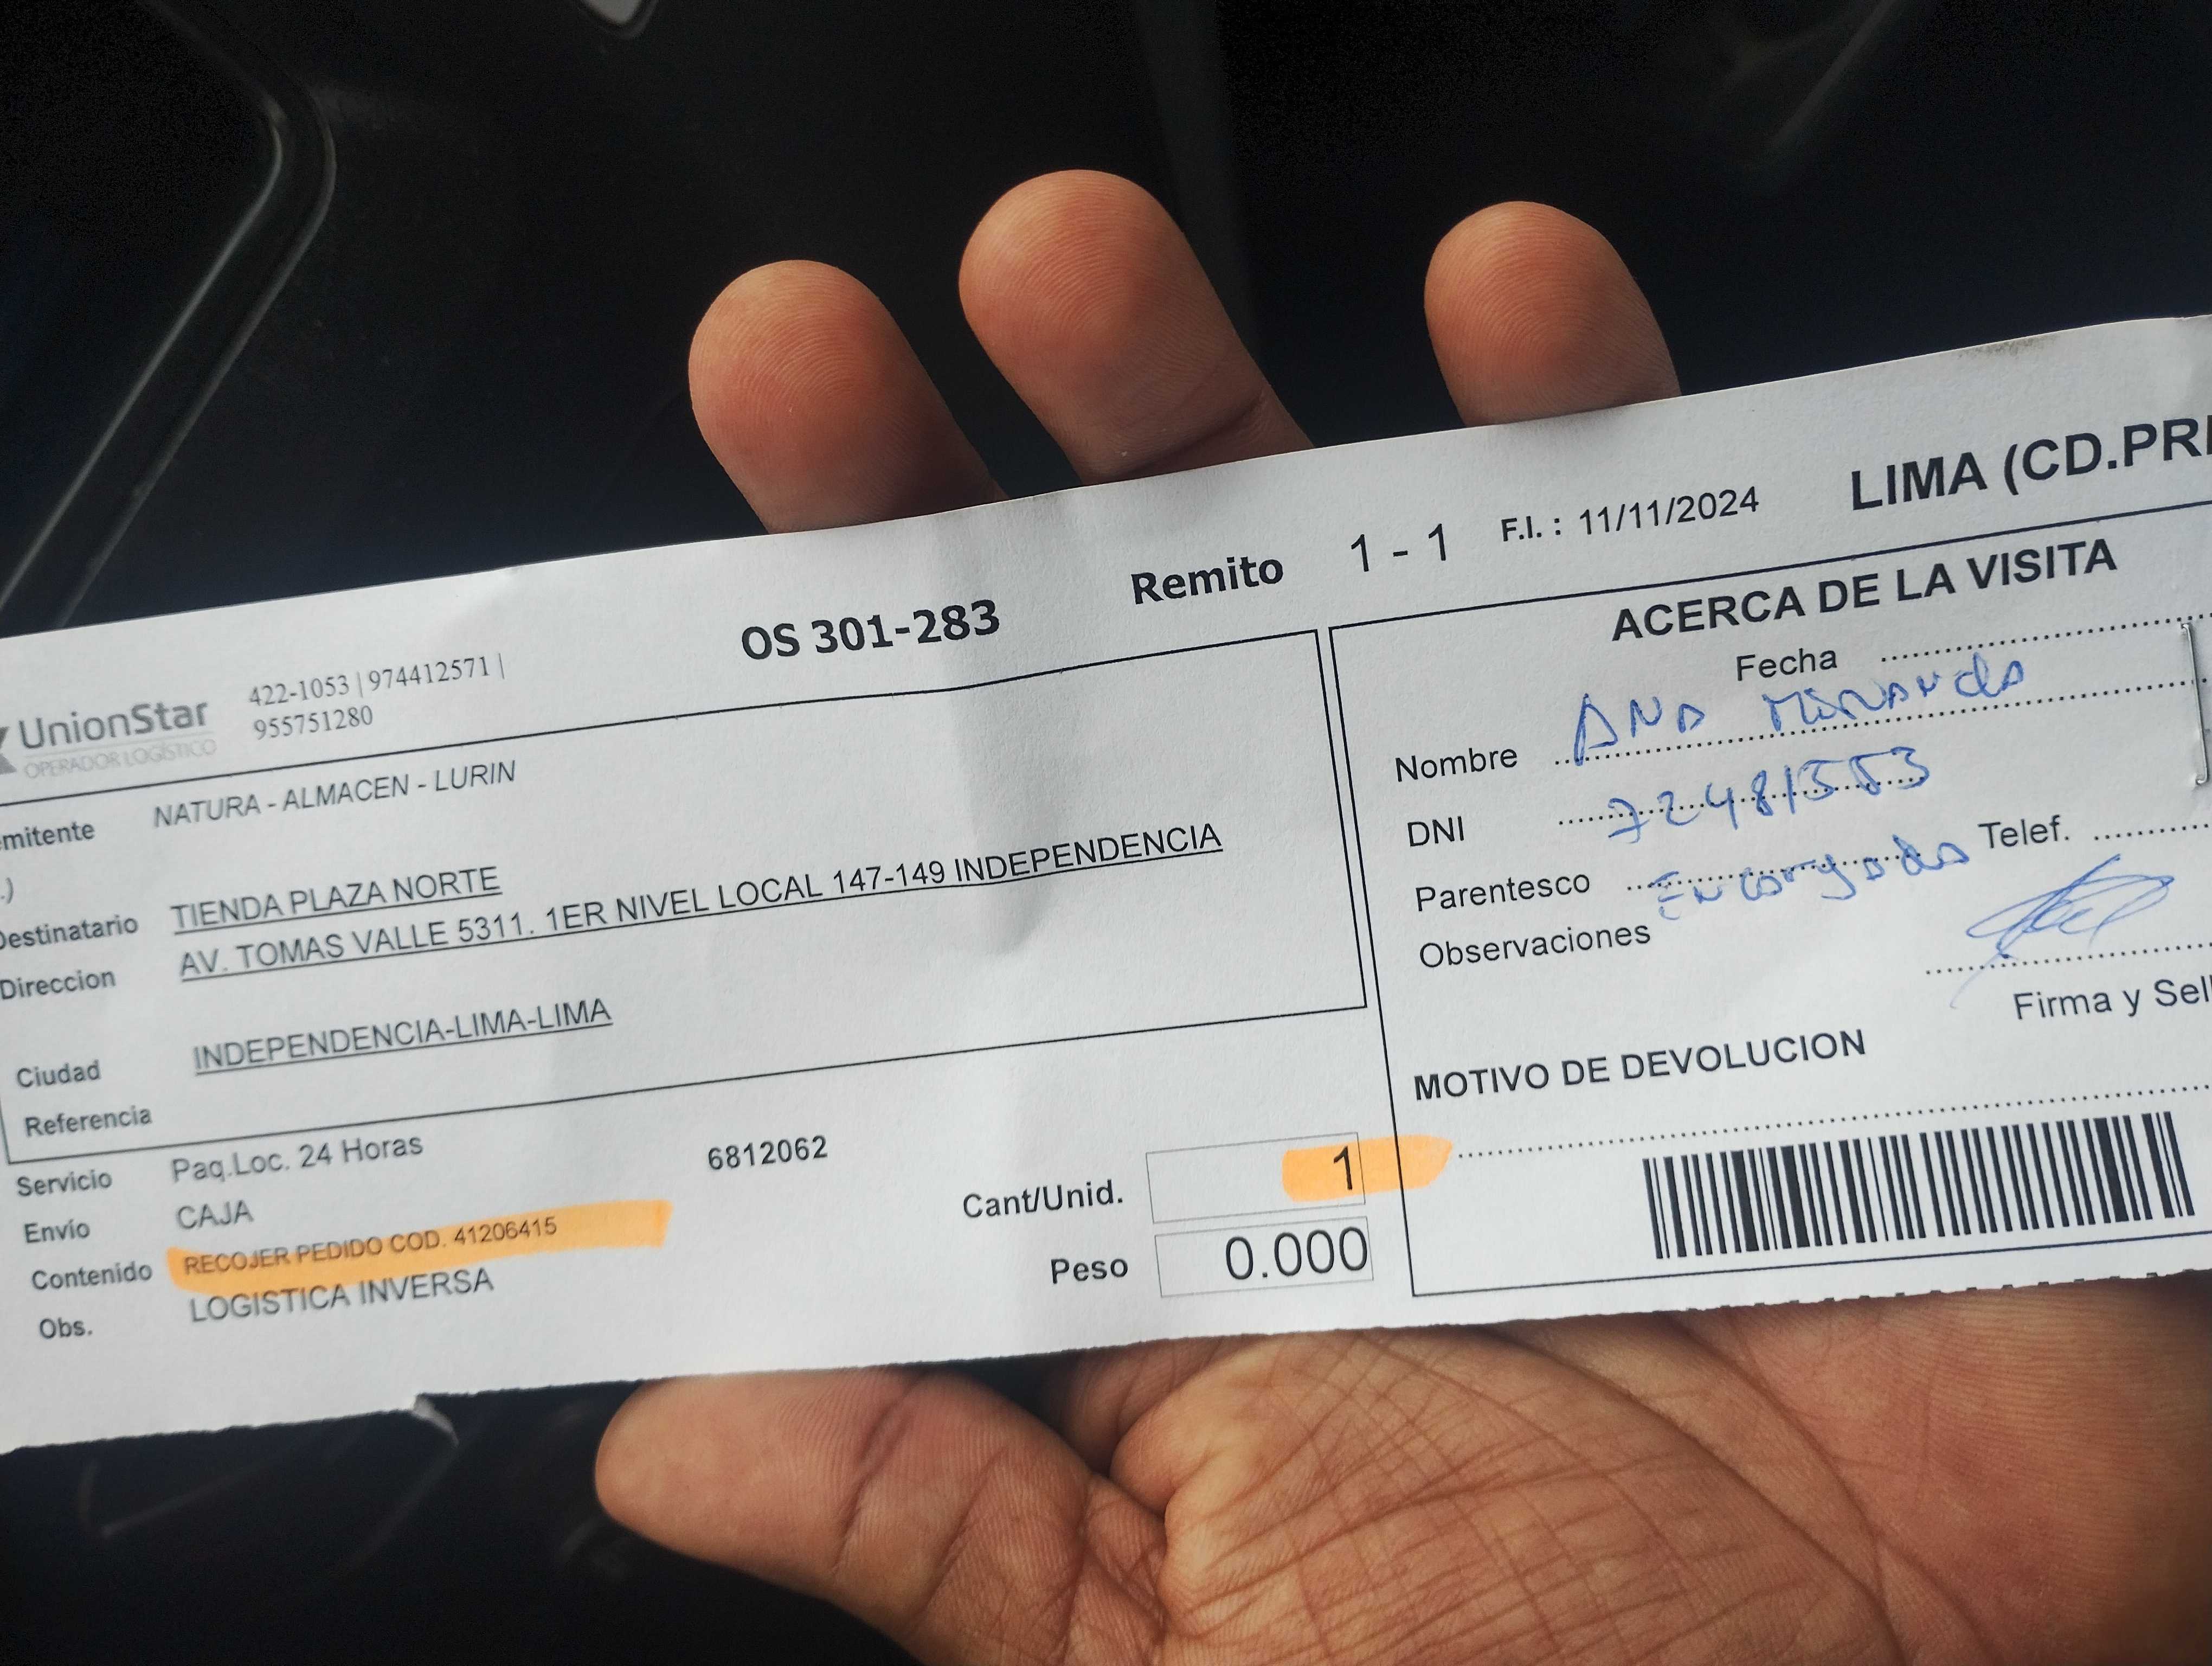 OS 301-283 Remito 1 - 1 F.I. : 11/11/2024 LIMA (CD.PRI
UnionStar
OPERADOR LOGÍSTICO
422-1053 | 974412571 |
955751280
mitente NATURA - ALMACEN - LURIN
.)
Destinatario TIENDA PLAZA NORTE
Direccion AV. TOMAS VALLE 5311. 1ER NIVEL LOCAL 147-149 INDEPENDENCIA
Ciudad INDEPENDENCIA-LIMA-LIMA
Referencia
Servicio Paq.Loc. 24 Horas 6812062
Envío CAJA
Contenido RECOJER PEDIDO COD. 41206415
Obs. LOGISTICA INVERSA
Cant/Unid. 1
Peso 0.000
ACERCA DE LA VISITA
Fecha
Nombre ANA Miranda
DNI 72481553
Parentesco Encargada Telef.
Observaciones
Firma y Sell
MOTIVO DE DEVOLUCION